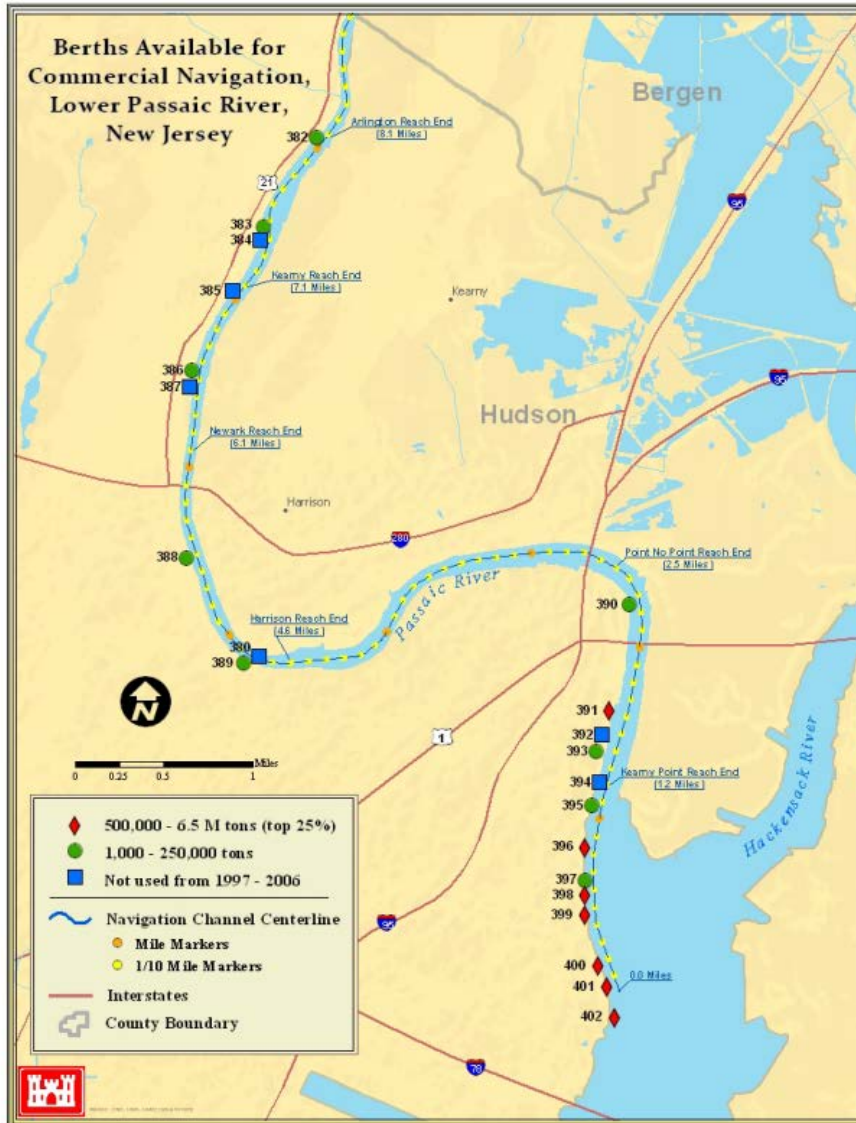 Berths Available for
Commercial Navigation,
Lower Passaic River,
New Jersey
Bergen
382
Arlington Reach End
(8.1 Miles)
21
95
383
384
Kearny Reach End
(7.1 Miles)
385
Kearny
386
387
95
Hudson
Newark Reach End
(6.1 Miles)
Harrison
280
388
Point No Point Reach End
(2.5 Miles)
Passaic River
390
Harrison Reach End
(4.6 Miles)
380
389
N
391
1
392
393
Miles
0 0.25 0.5 1
394
Kearny Point Reach End
(1.2 Miles)
395
Hackensack River
396
397
398
399
95
400
0.0 Miles
401
402
78
500,000 - 6.5 M tons (top 25%)
1,000 - 250,000 tons
Not used from 1997 - 2006
Navigation Channel Centerline
Mile Markers
1/10 Mile Markers
Interstates
County Boundary